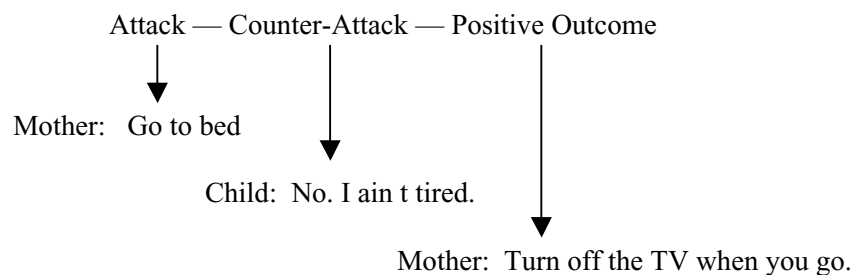 Attack — Counter-Attack — Positive Outcome
Mother: Go to bed
Child: No. I ain t tired.
Mother: Turn off the TV when you go.